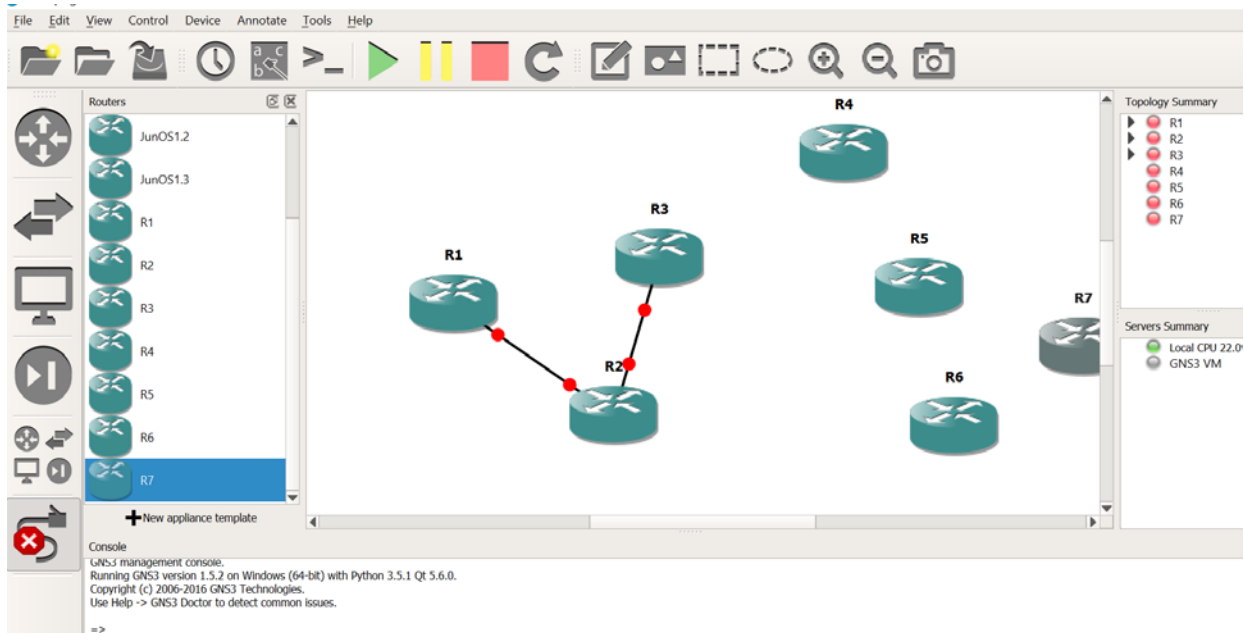 File Edit View Control Device Annotate Tools Help
Routers
JunOS1.2
JunOS1.3
R1
R2
R3
R4
R5
R6
R7
New appliance template
R4
R3
R1
R5
R7
R2
R6
Topology Summary
R1
R2
R3
R4
R5
R6
R7
Servers Summary
Local CPU 22.0
GNS3 VM
Console
GNS3 management console.
Running GNS3 version 1.5.2 on Windows (64-bit) with Python 3.5.1 Qt 5.6.0.
Copyright (c) 2006-2016 GNS3 Technologies.
Use Help -> GNS3 Doctor to detect common issues.
=>